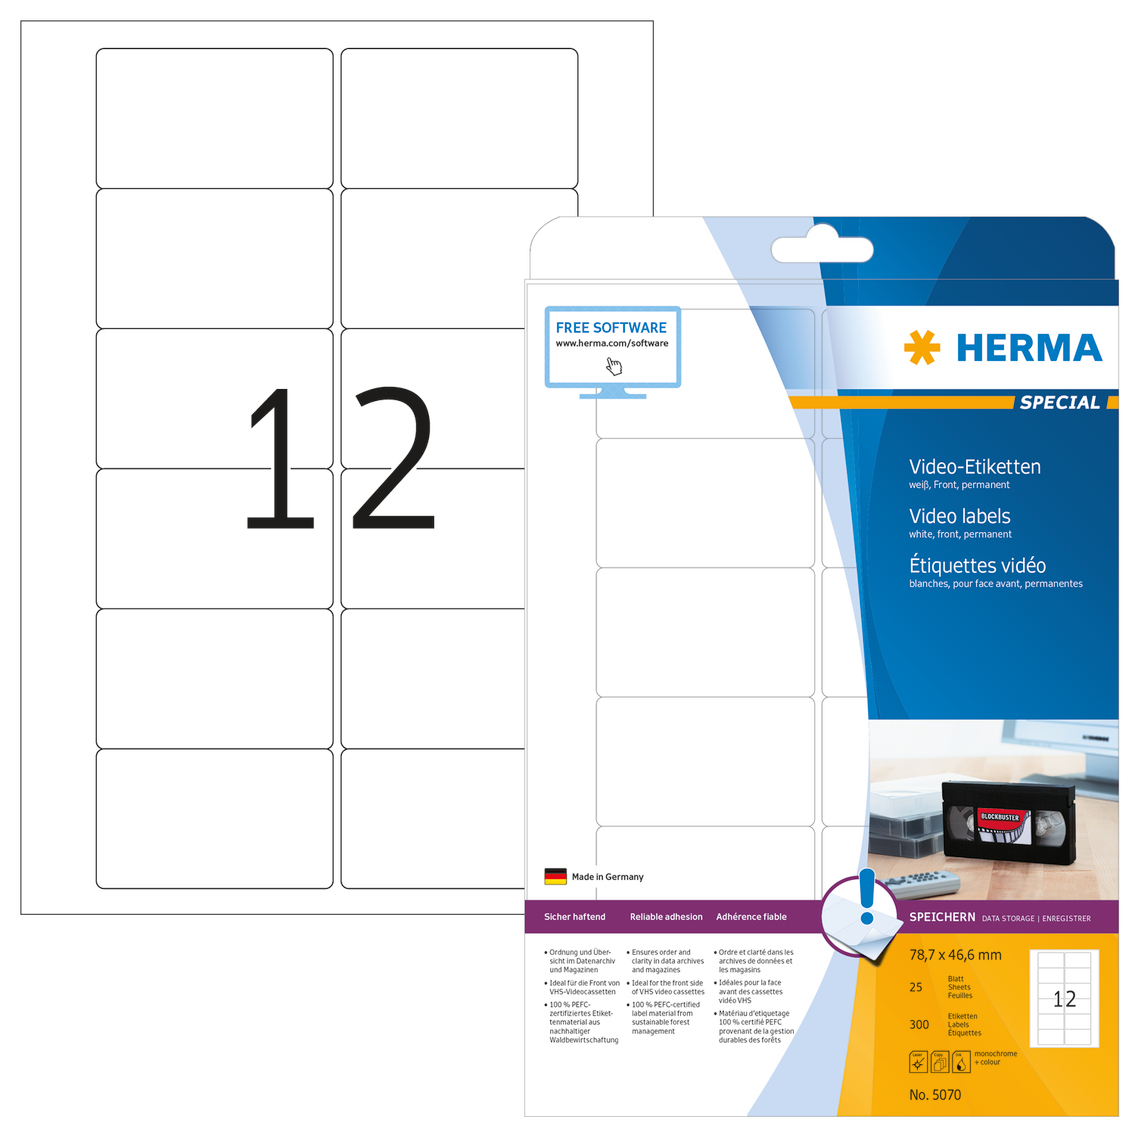 12
FREE SOFTWARE
www.herma.com/software
HERMA
SPECIAL
Video-Etiketten
weiß, Front, permanent
Video labels
white, front, permanent
Étiquettes vidéo
blanches, pour face avant, permanentes
BLOCKBUSTER
Made in Germany
Sicher haftend
Reliable adhesion
Adhérence fiable
SPEICHERN DATA STORAGE | ENREGISTRER
• Ordnung und Über-
sicht im Datenarchiv
und Magazinen
• Ideal für die Front von
VHS-Videocassetten
• 100 % PEFC-
zertifiziertes Etiket-
tenmaterial aus
nachhaltiger
Waldbewirtschaftung
• Ensures order and
clarity in data archives
and magazines
• Ideal for the front side
of VHS video cassettes
• 100 % PEFC-certified
label material from
sustainable forest
management
• Ordre et clarté dans les
archives de données et
les magasins
• Idéales pour la face
avant des cassettes
vidéo VHS
• Matériau d'etiquetage
100 % certifié PEFC
provenant de la gestion
durables des forêts
78,7 x 46,6 mm
25
Blatt
Sheets
Feuilles
300
Etiketten
Labels
Étiquettes
12
Laser
Copy
Ink
monochrome
+ colour
No. 5070